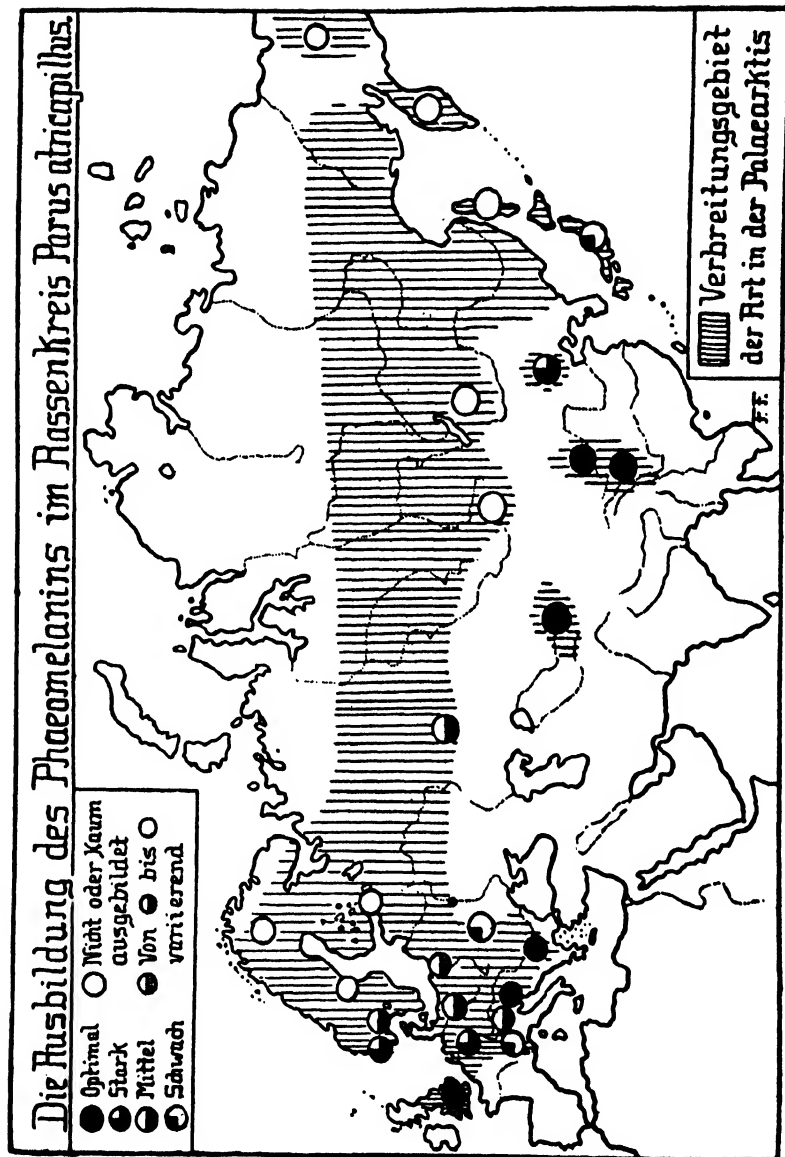 Die Ausbildung des Phaeomelanins im Rassenkreis Parus atricapillus.
Optimal
Stark
Mittel
Schwach
Nicht oder Kaum
ausgebildet
Von bis
variierend
Verbreitungsgebiet
der Art in der Palaearktis
F.F.